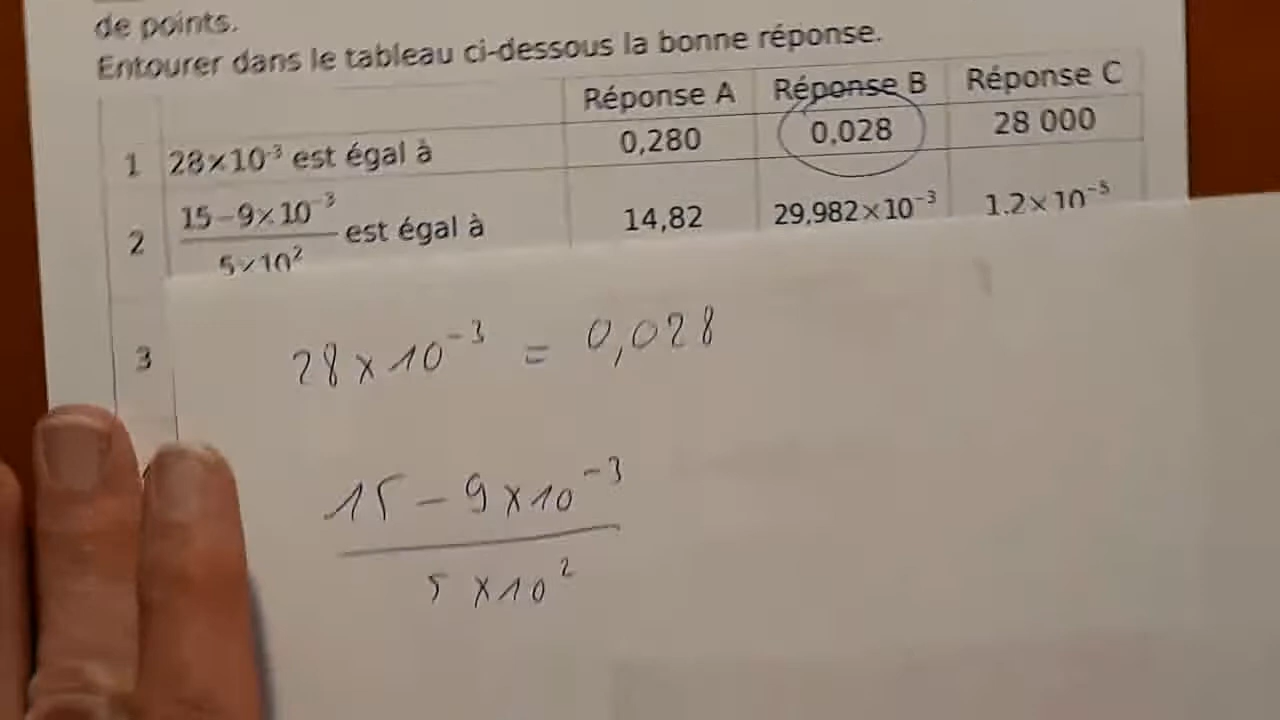 de points.
Entourer dans le tableau ci-dessous la bonne réponse.
Réponse A Réponse B Réponse C
1 28×10⁻³ est égal à 0,280 0,028 28 000
2 (15−9×10⁻³)/(5×10²) est égal à 14,82 29,982×10⁻³ 1,2×10⁻⁵
3
28×10⁻³ = 0,028
15 − 9×10⁻³
5×10²